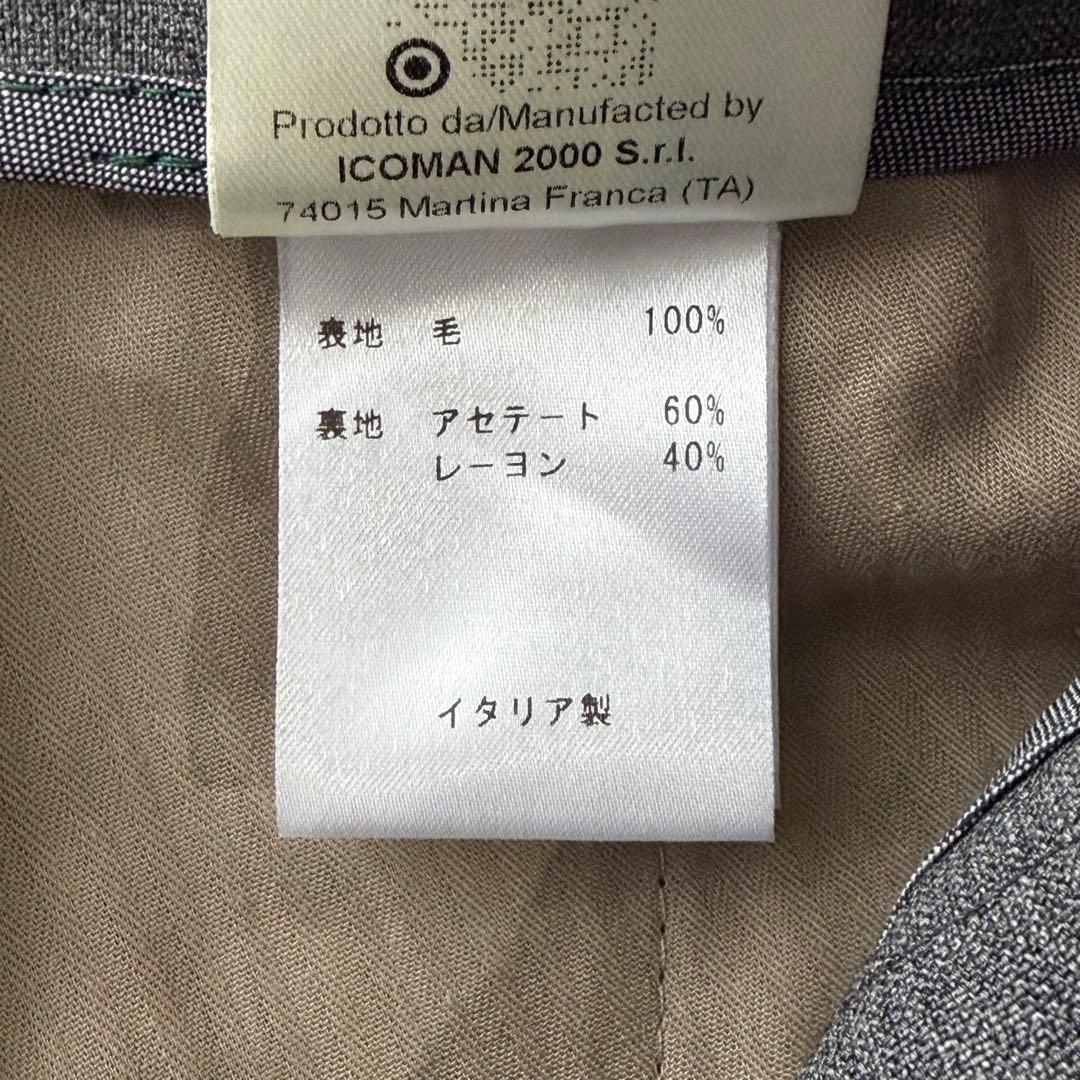 Prodotto da/Manufacted by
ICOMAN 2000 S.r.l.
74015 Martina Franca (TA)
表地 毛 100%
裏地 アセテート 60%
レーヨン 40%
イタリア製